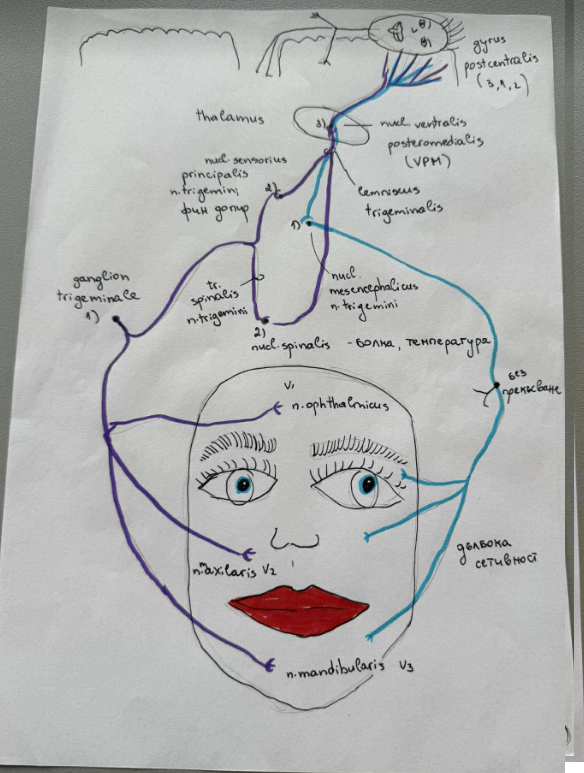 gyrus
postcentralis
(3,1,2)
thalamus
3)
nucl. ventralis
posteromedialis
(VPM)
nucl. sensorius
principalis
n. trigemini
фин допир
2)
lemniscus
trigeminalis
1)
ganglion
trigeminale
1)
tr.
spinalis
n. trigemini
nucl.
mesencephalicus
n. trigemini
2)
nucl. spinalis - болка, температура
без
прекъсване
V1
n. ophthalmicus
дълбока
сетивност
n. maxilaris V2
n. mandibularis V3